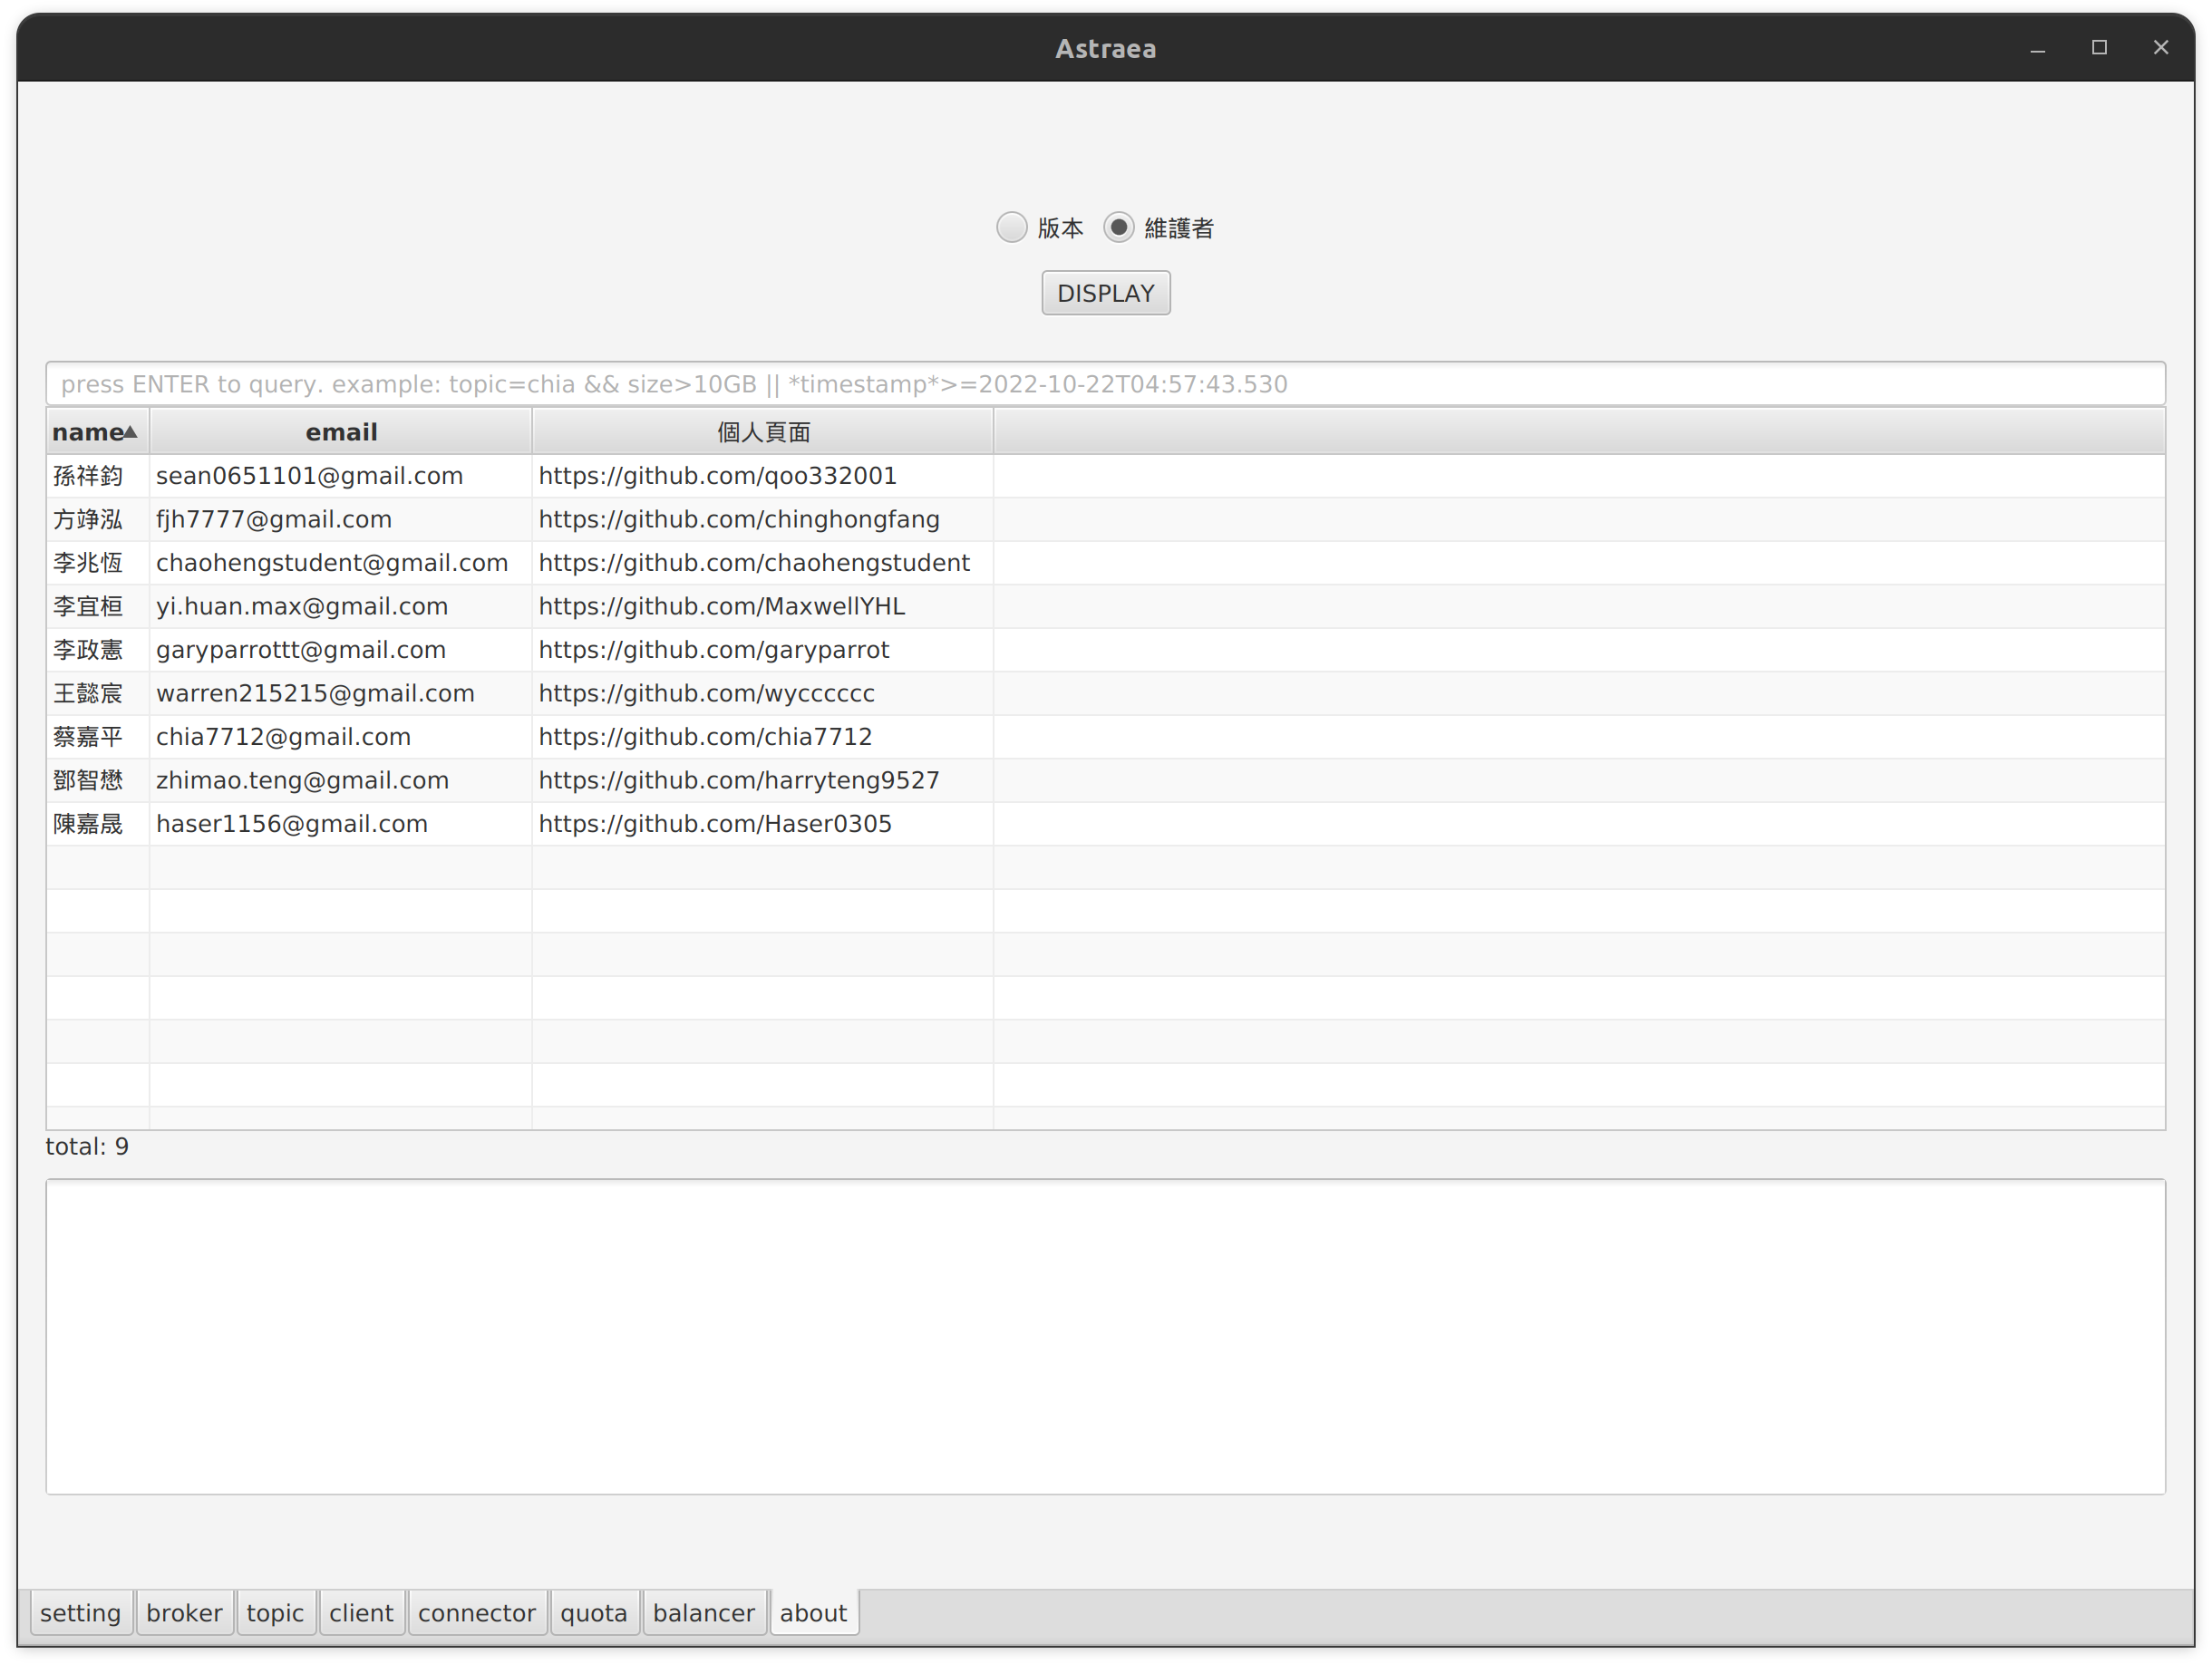 Astraea
版本 維護者
DISPLAY
press ENTER to query. example: topic=chia && size>10GB || *timestamp*>=2022-10-22T04:57:43.530
name email 個人頁面
孫祥鈞 sean0651101@gmail.com https://github.com/qoo332001
方竫泓 fjh7777@gmail.com https://github.com/chinghongfang
李兆恆 chaohengstudent@gmail.com https://github.com/chaohengstudent
李宜桓 yi.huan.max@gmail.com https://github.com/MaxwellYHL
李政憲 garyparrottt@gmail.com https://github.com/garyparrot
王懿宸 warren215215@gmail.com https://github.com/wycccccc
蔡嘉平 chia7712@gmail.com https://github.com/chia7712
鄧智懋 zhimao.teng@gmail.com https://github.com/harryteng9527
陳嘉晟 haser1156@gmail.com https://github.com/Haser0305
total: 9
setting broker topic client connector quota balancer about